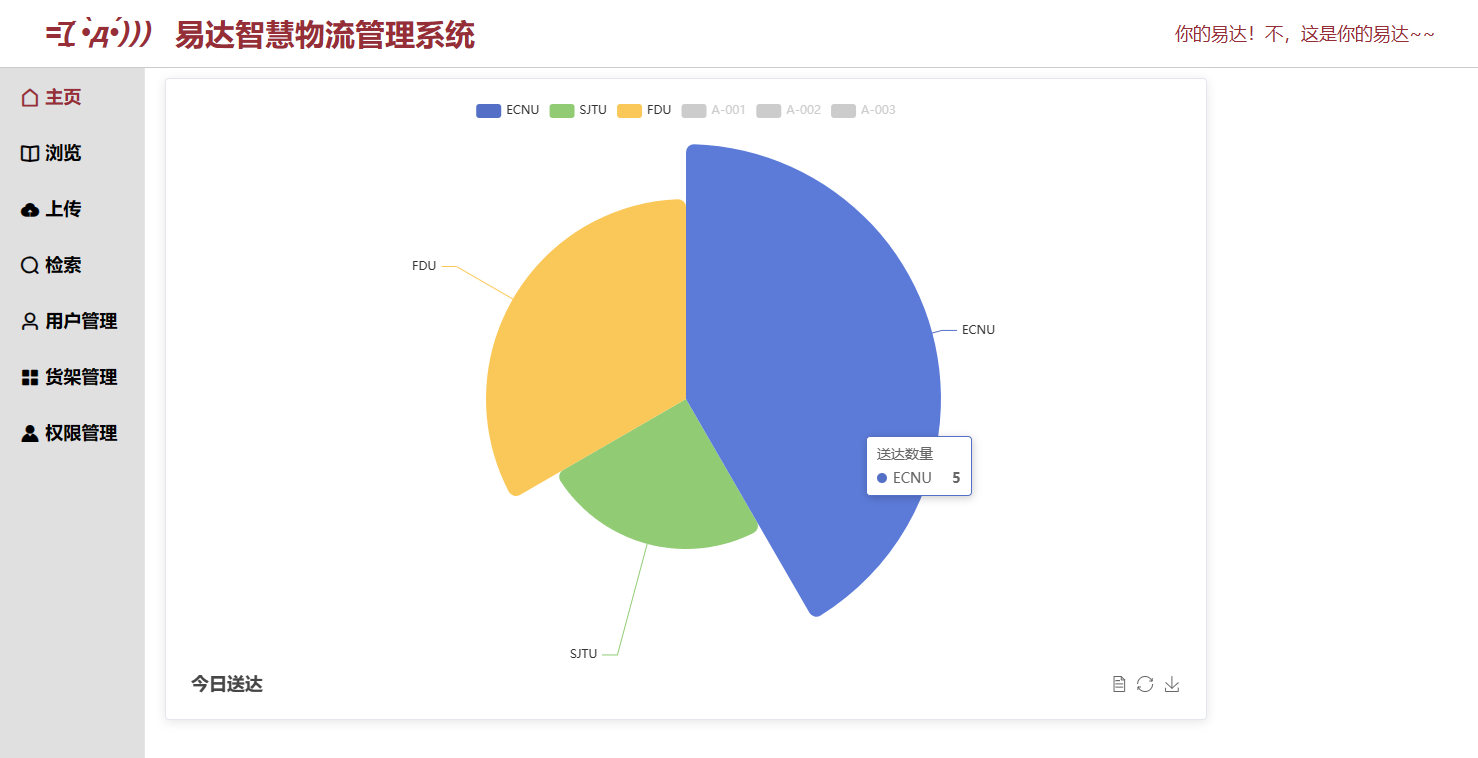 =͟͟͞͞( •̀д•́))) 易达智慧物流管理系统
你的易达！不，这是你的易达~~
主页
浏览
上传
检索
用户管理
货架管理
权限管理
ECNU SJTU FDU A-001 A-002 A-003
FDU
ECNU
送达数量
ECNU 5
SJTU
今日送达